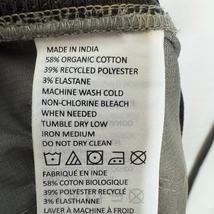 MADE IN INDIA
58% ORGANIC COTTON
39% RECYCLED POLYESTER
3% ELASTANE
MACHINE WASH COLD
NON-CHLORINE BLEACH
WHEN NEEDED
TUMBLE DRY LOW
IRON MEDIUM
DO NOT DRY CLEAN
FABRIQUÉ EN INDE
58% COTON BIOLOGIQUE
39% POLYESTER RECYCLÉ
3% ÉLASTHANNE
LAVER À MACHINE AU FROID